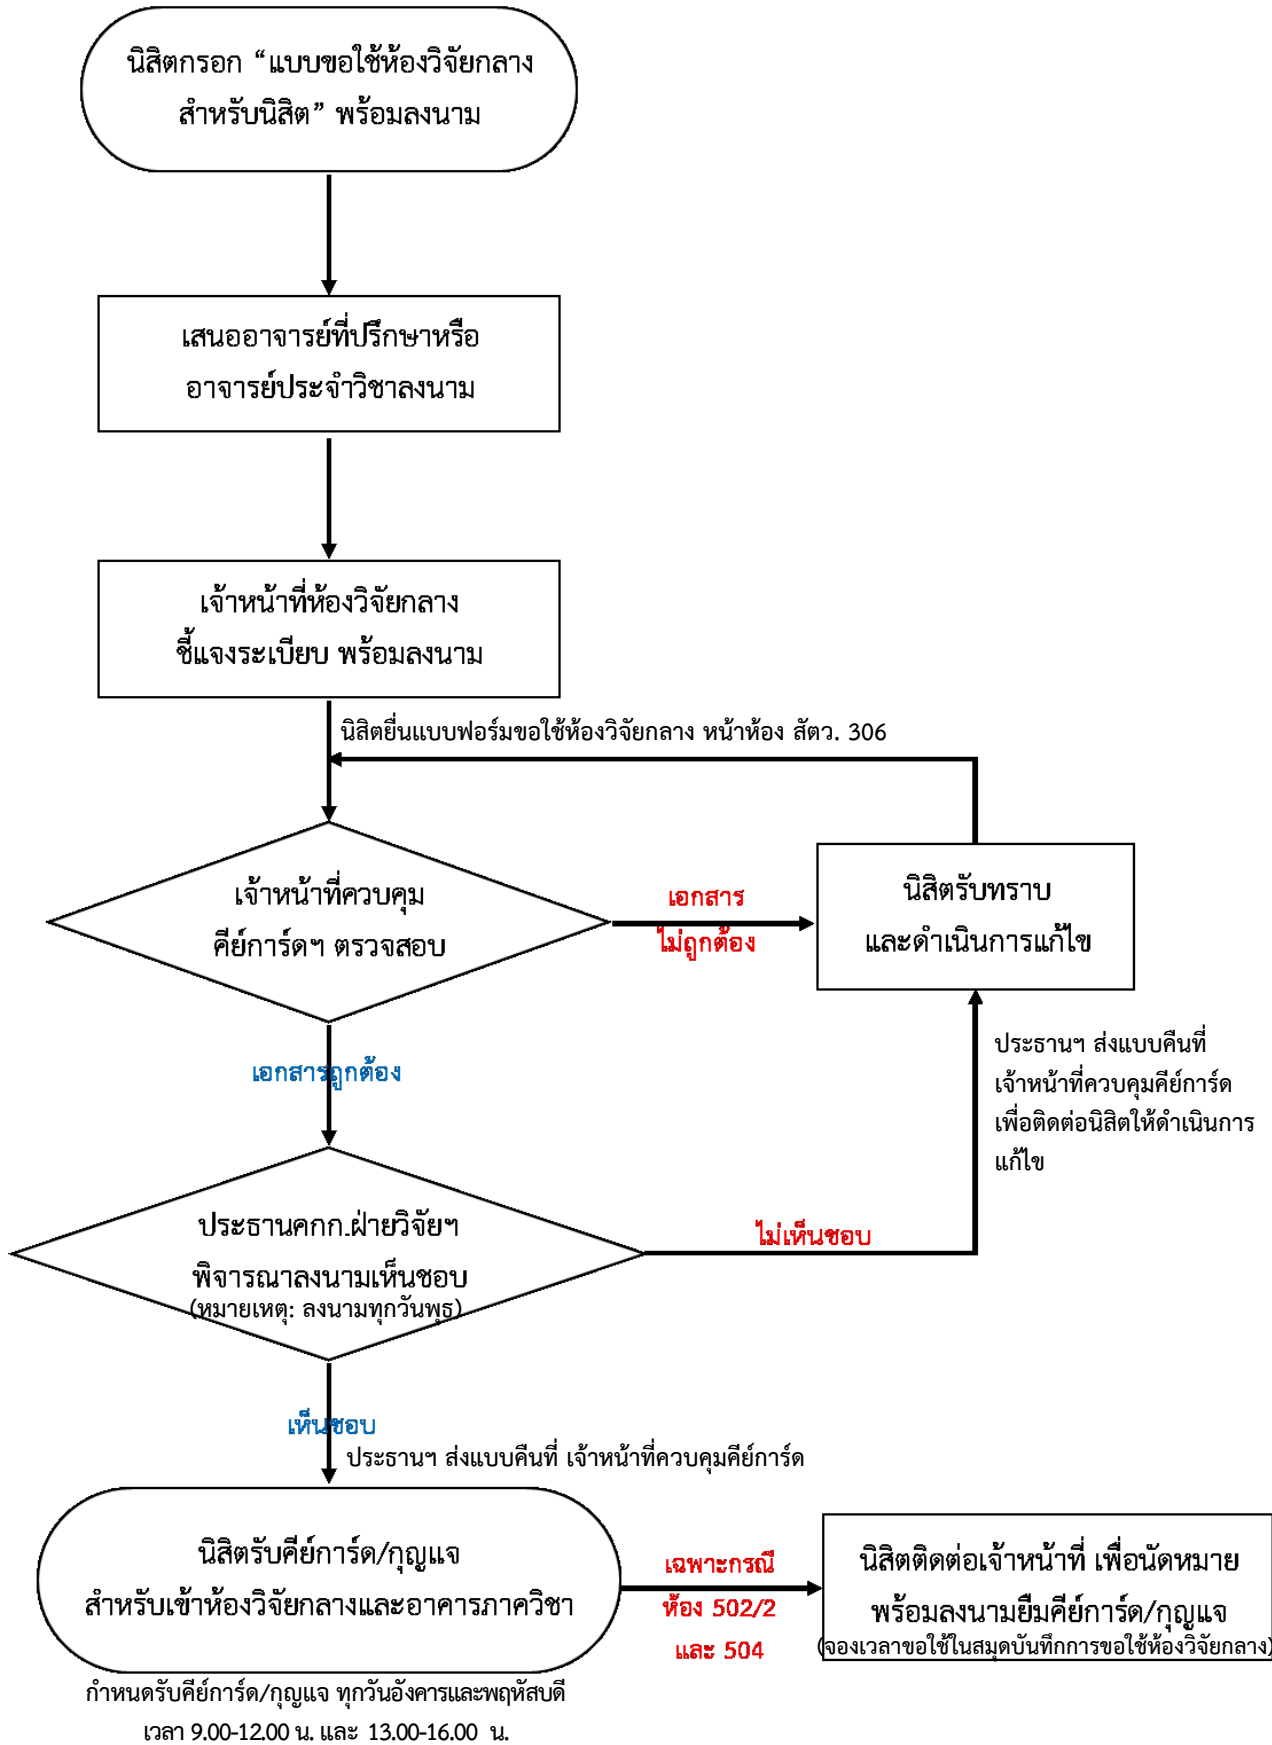 นิสิตกรอก “แบบขอใช้ห้องวิจัยกลาง
สำหรับนิสิต” พร้อมลงนาม
เสนออาจารย์ที่ปรึกษาหรือ
อาจารย์ประจำวิชาลงนาม
เจ้าหน้าที่ห้องวิจัยกลาง
ชี้แจงระเบียบ พร้อมลงนาม
นิสิตยื่นแบบฟอร์มขอใช้ห้องวิจัยกลาง หน้าห้อง สัตว. 306
เจ้าหน้าที่ควบคุม
คีย์การ์ดฯ ตรวจสอบ
เอกสาร
ไม่ถูกต้อง
นิสิตรับทราบ
และดำเนินการแก้ไข
เอกสารถูกต้อง
ประธานฯ ส่งแบบคืนที่
เจ้าหน้าที่ควบคุมคีย์การ์ด
เพื่อติดต่อนิสิตให้ดำเนินการ
แก้ไข
ประธานคกก.ฝ่ายวิจัยฯ
พิจารณาลงนามเห็นชอบ
(หมายเหตุ: ลงนามทุกวันพุธ)
ไม่เห็นชอบ
เห็นชอบ
ประธานฯ ส่งแบบคืนที่ เจ้าหน้าที่ควบคุมคีย์การ์ด
นิสิตรับคีย์การ์ด/กุญแจ
สำหรับเข้าห้องวิจัยกลางและอาคารภาควิชา
เฉพาะกรณี
ห้อง 502/2
และ 504
นิสิตติดต่อเจ้าหน้าที่ เพื่อนัดหมาย
พร้อมลงนามยืมคีย์การ์ด/กุญแจ
(จองเวลาขอใช้ในสมุดบันทึกการขอใช้ห้องวิจัยกลาง)
กำหนดรับคีย์การ์ด/กุญแจ ทุกวันอังคารและพฤหัสบดี
เวลา 9.00-12.00 น. และ 13.00-16.00 น.